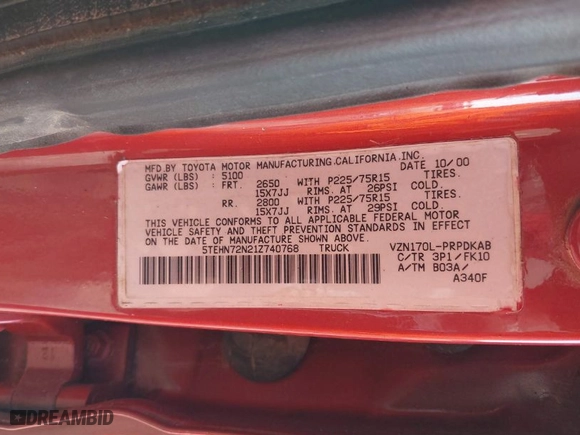 MFD BY TOYOTA MOTOR MANUFACTURING.CALIFORNIA.INC.
GVWR (LBS) : 5100 DATE 10/00
GAWR (LBS) : FRT. 2650 WITH P225/75R15 TIRES.
15X7JJ RIMS. AT 26PSI COLD.
RR. 2800 WITH P225/75R15 TIRES.
15X7JJ RIMS. AT 29PSI COLD.
THIS VEHICLE CONFORMS TO ALL APPLICABLE FEDERAL MOTOR
VEHICLE SAFETY AND THEFT PREVENTION STANDARDS IN
EFFECT ON THE DATE OF MANUFACTURE SHOWN ABOVE.
5TEHN72N21Z740768 TRUCK VZN170L-PRPDKAB
C/TR 3P1/FK10
A/TM B03A/
A340F
DREAMBID